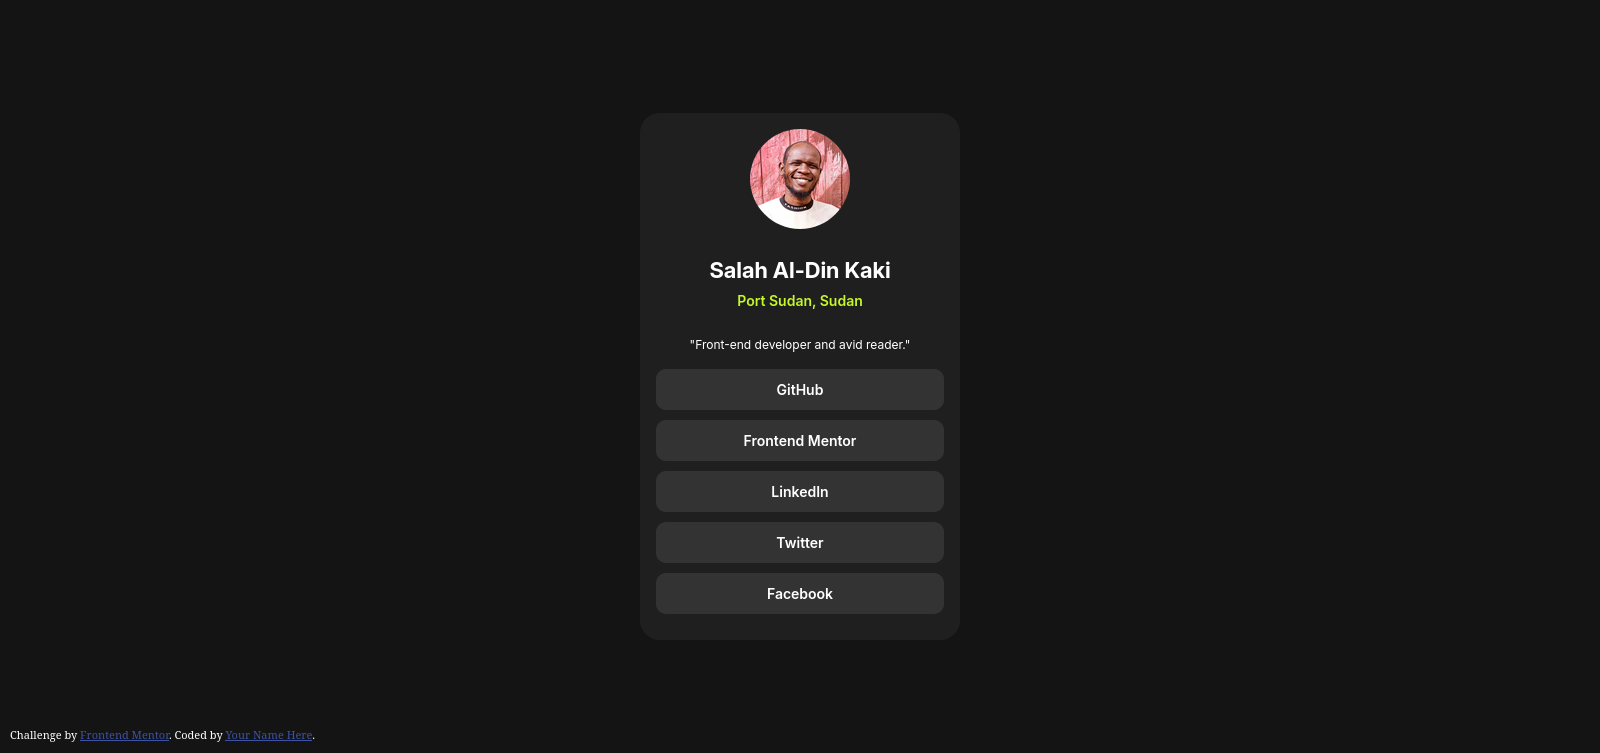 Salah Al-Din Kaki
Port Sudan, Sudan
"Front-end developer and avid reader."
GitHub
Frontend Mentor
LinkedIn
Twitter
Facebook
Challenge by Frontend Mentor. Coded by Your Name Here.